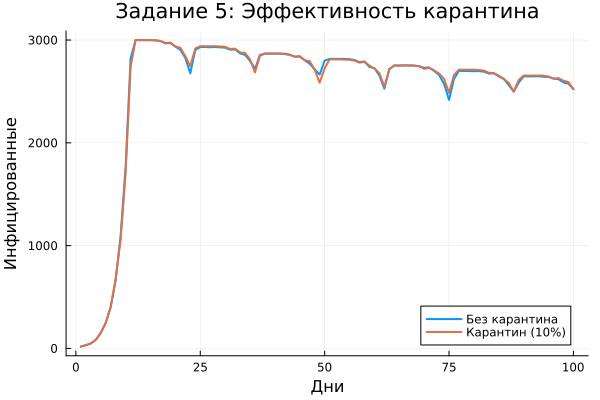 Задание 5: Эффективность карантина
Инфицированные
3000
2000
1000
0
0 25 50 75 100
Дни
Без карантина
Карантин (10%)